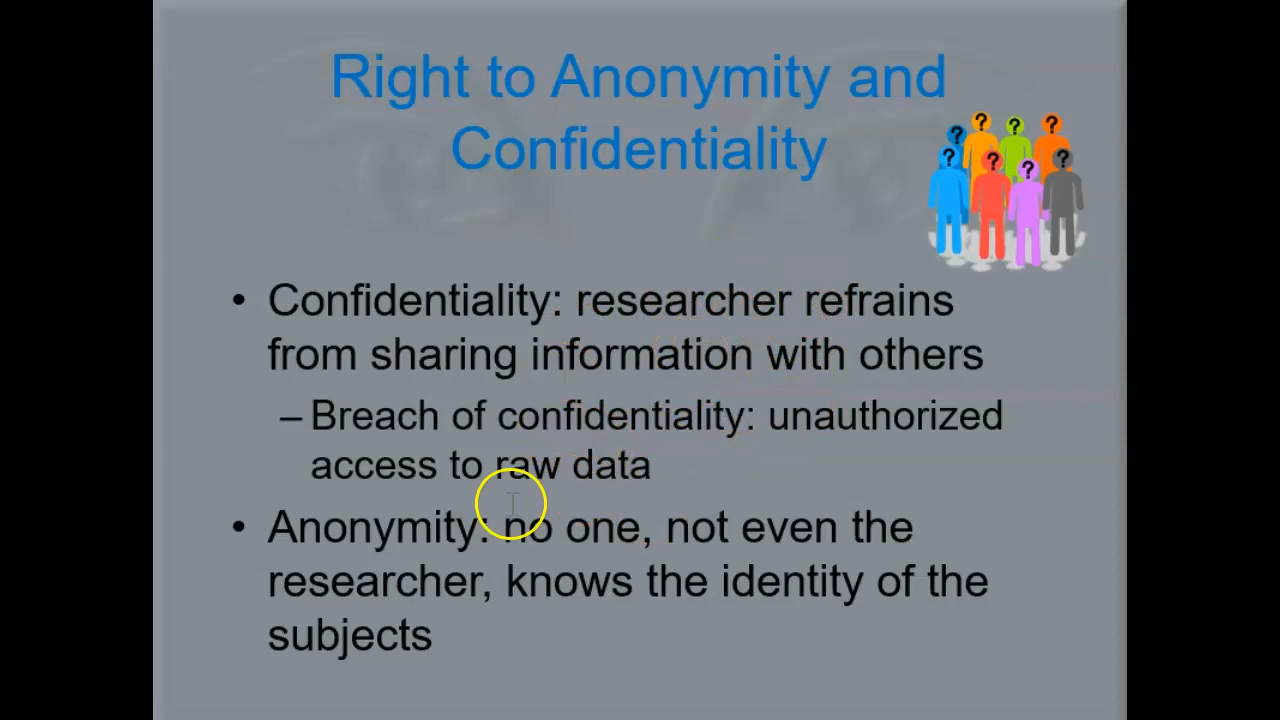 Right to Anonymity and
Confidentiality
? ? ? ?
? ? ? ?
• Confidentiality: researcher refrains
from sharing information with others
– Breach of confidentiality: unauthorized
access to raw data
• Anonymity: no one, not even the
researcher, knows the identity of the
subjects